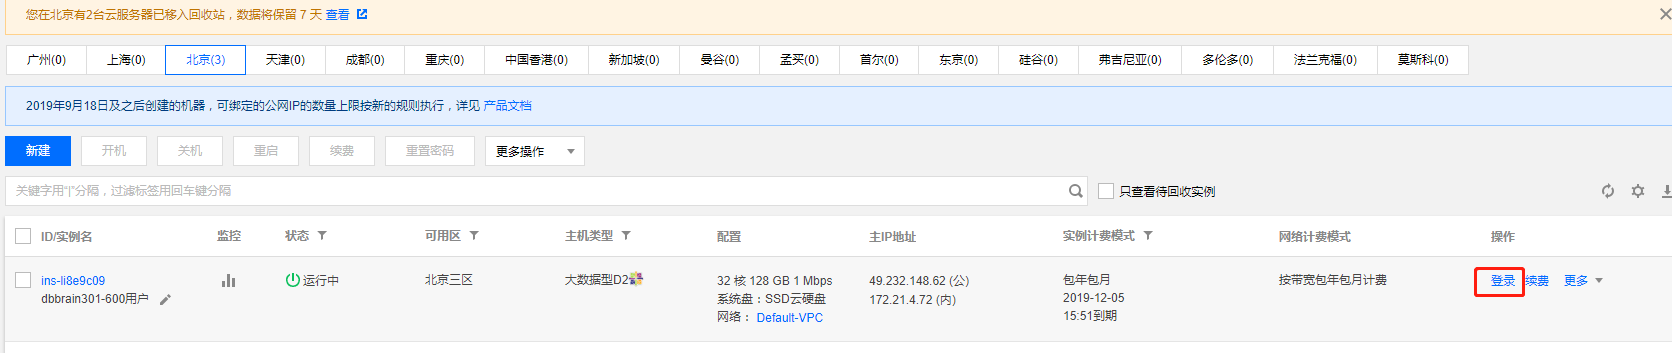 您在北京有2台云服务器已移入回收站，数据将保留 7 天 查看
广州(0) 上海(0) 北京(3) 天津(0) 成都(0) 重庆(0) 中国香港(0) 新加坡(0) 曼谷(0) 孟买(0) 首尔(0) 东京(0) 硅谷(0) 弗吉尼亚(0) 多伦多(0) 法兰克福(0) 莫斯科(0)
2019年9月18日及之后创建的机器，可绑定的公网IP的数量上限按新的规则执行，详见 产品文档
新建 开机 关机 重启 续费 重置密码 更多操作
关键字用“|”分隔，过滤标签用回车键分隔 只查看待回收实例
ID/实例名 监控 状态 可用区 主机类型 配置 主IP地址 实例计费模式 网络计费模式 操作
ins-li8e9c09 运行中 北京三区 大数据型D2 32 核 128 GB 1 Mbps 49.232.148.62 (公) 包年包月 按带宽包年包月计费 登录 续费 更多
dbbrain301-600用户 系统盘：SSD云硬盘 172.21.4.72 (内) 2019-12-05
网络： Default-VPC 15:51到期